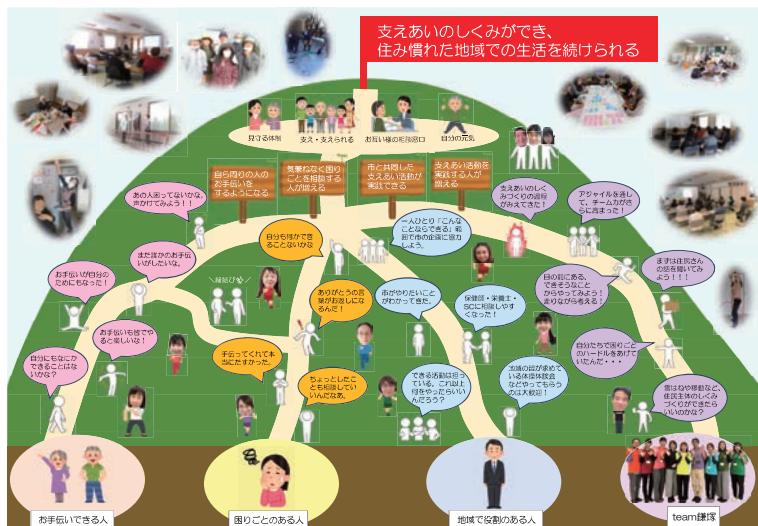 支えあいのしくみができ、
住み慣れた地域での生活を続けられる
見守る体制
支え・支えられる
お互い様の相談窓口
自分の元気
自ら周りの人の
お手伝いを
するようになる
気兼ねなく困り
ごとを相談する
人が増える
市と共同した
支えあい活動が
実践できる
支えあい活動を
実践する人が
増える
あの人困ってないかな。
声かけてみよう!!
まだ誰かのお手伝
いがしたいな。
お手伝いが自分の
ためにもなった!
お手伝いも皆でや
ると楽しいな!
自分にもなにか
できることはな
いかな?
自分も何かでき
ることないかな
＼縁結び／
ありがとうの言
葉がお返しにな
るんだ!
手伝ってくれて本
当にたすかった。
ちょっとしたこ
とも相談してい
いんだなあ。
一人ひとり「こんな
ことならできる」範
囲で市の企画に協力
しよう。
市がやりたいこと
がわかってきた。
保健師・栄養士・
SCに相談しやす
くなった!
できる活動は担っ
ている。これ以上
何をやったらいい
んだろう?
地域の皆が求めてい
る体操体験会
などやってもらう
のは大歓迎!
支えあいのしく
みづくりの過程
がみえてきた!
アジャイルを通し
て、チーム力がさ
らに高まった!
目の前にある、
できそうなこと
からやってみよう!
走りながら考える!
まずは住民さん
の話を聞いてみ
よう!!!
自分たちで困りごと
のハードルをあげて
いたんだ・・・
雪はねや移動など、
住民主体のしくみ
づくりができたら
いいのかな?
お手伝いできる人
困りごとのある人
地域で役割のある人
team鎌塚